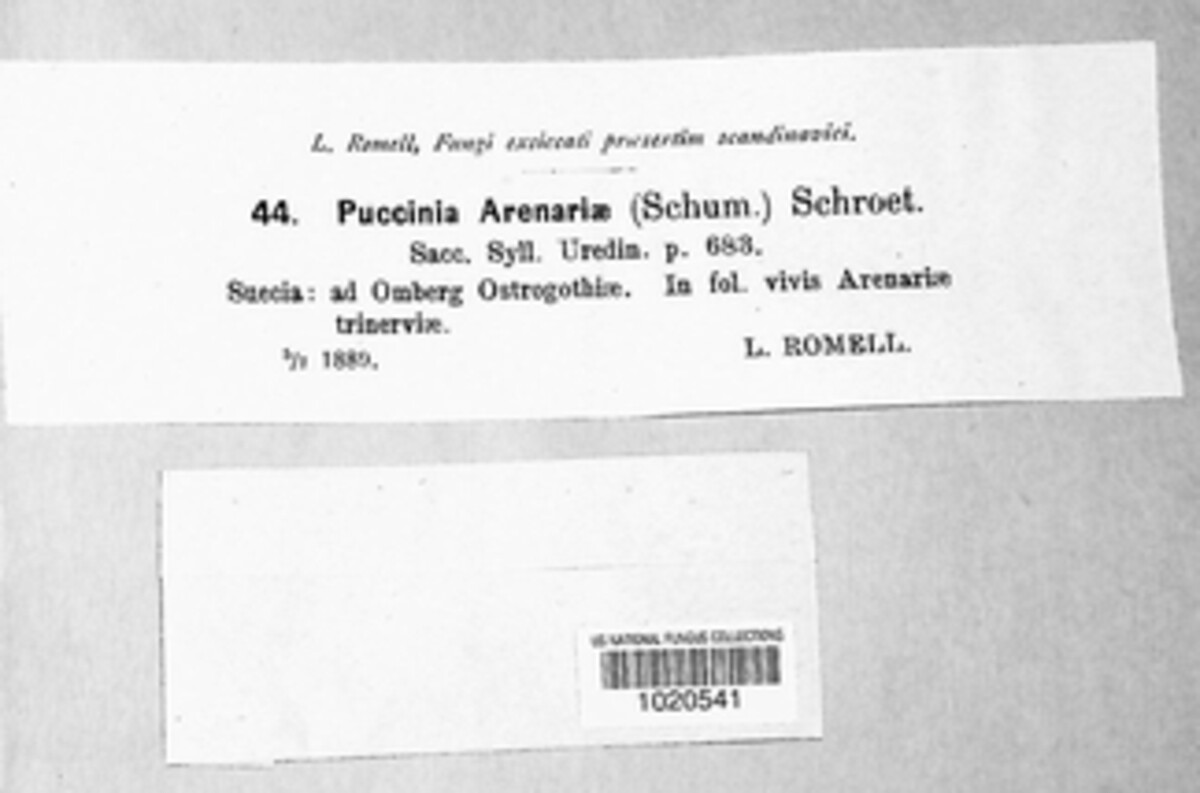 L. Romell, Fungi exsiccati præsertim scandinavici.
44. Puccinia Arenariæ (Schum.) Schroet.
Sacc. Syll. Uredin. p. 683.
Suecia: ad Omberg Ostrogothiæ. In fol. vivis Arenariæ
trinerviæ.
1889.
L. ROMELL.
US NATIONAL FUNGUS COLLECTIONS
1020541